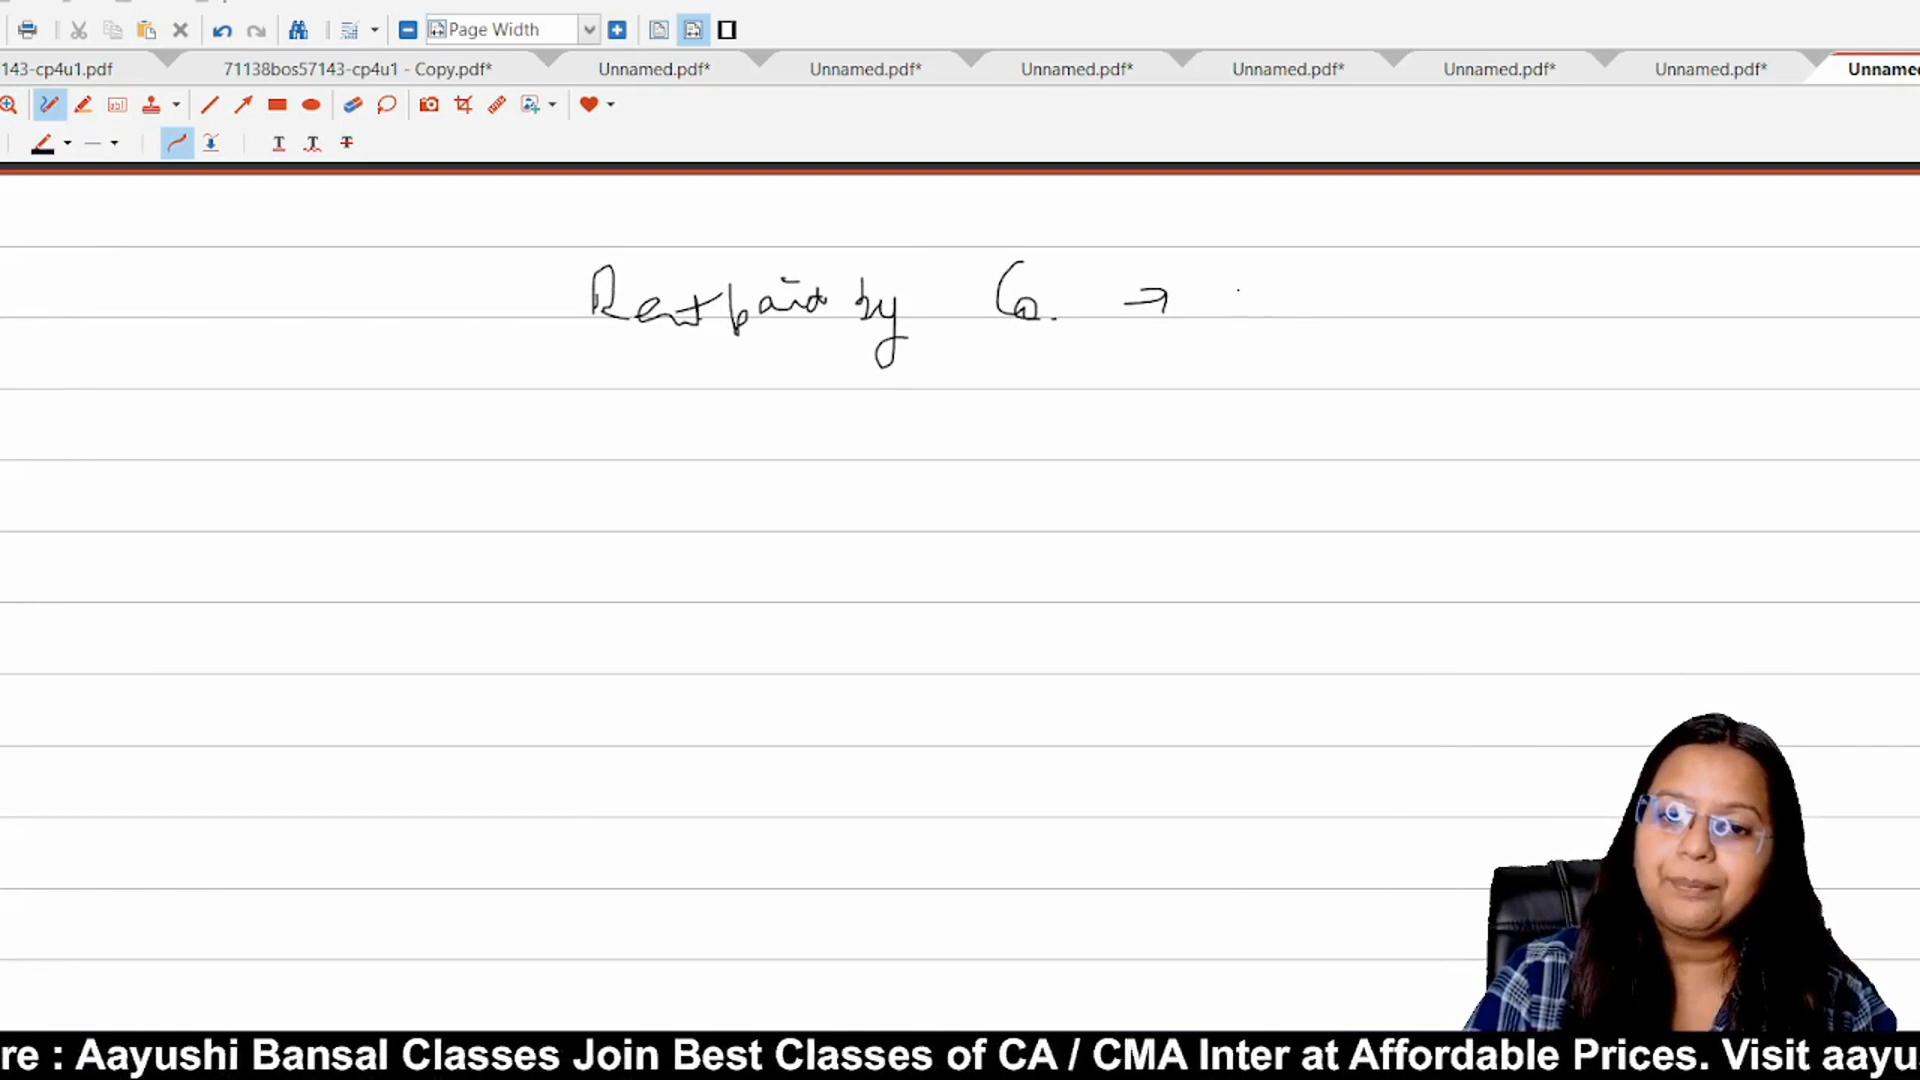 Page Width
143-cp4u1.pdf 71138bos57143-cp4u1 - Copy.pdf* Unnamed.pdf* Unnamed.pdf* Unnamed.pdf* Unnamed.pdf* Unnamed.pdf* Unnamed.pdf* Unname
Rent paid by Co. →
re : Aayushi Bansal Classes Join Best Classes of CA / CMA Inter at Affordable Prices. Visit aayu